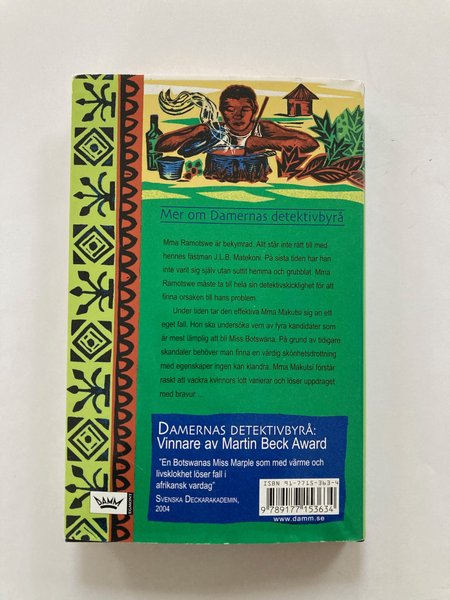 Mer om Damernas detektivbyrå
Mma Ramotswe är bekymrad. Allt står inte rätt till med
hennes fästman J.L.B. Matekoni. På sista tiden har han
inte varit sig själv utan suttit hemma och grubblat. Mma
Ramotswe måste ta till hela sin detektivskicklighet för att
finna orsaken till hans problem.
Under tiden tar den effektiva Mma Makutsi sig an ett
eget fall. Hon ska undersöka vem av fyra kandidater som
är mest lämplig att bli Miss Botswana. På grund av tidigare
skandaler behöver man finna en värdig skönhetsdrottning
med egenskaper ingen kan klandra. Mma Makutsi förstår
raskt att vackra kvinnors lott varierar och löser uppdraget
med bravur…
DAMERNAS DETEKTIVBYRÅ:
Vinnare av Martin Beck Award
"En Botswanas Miss Marple som med värme och
livsklokhet löser fall i
afrikansk vardag"
SVENSKA DECKARAKADEMIN,
2004
ISBN 91-7715-363-4
9 789177 153634
www.damm.se
DAMM
EGMONT